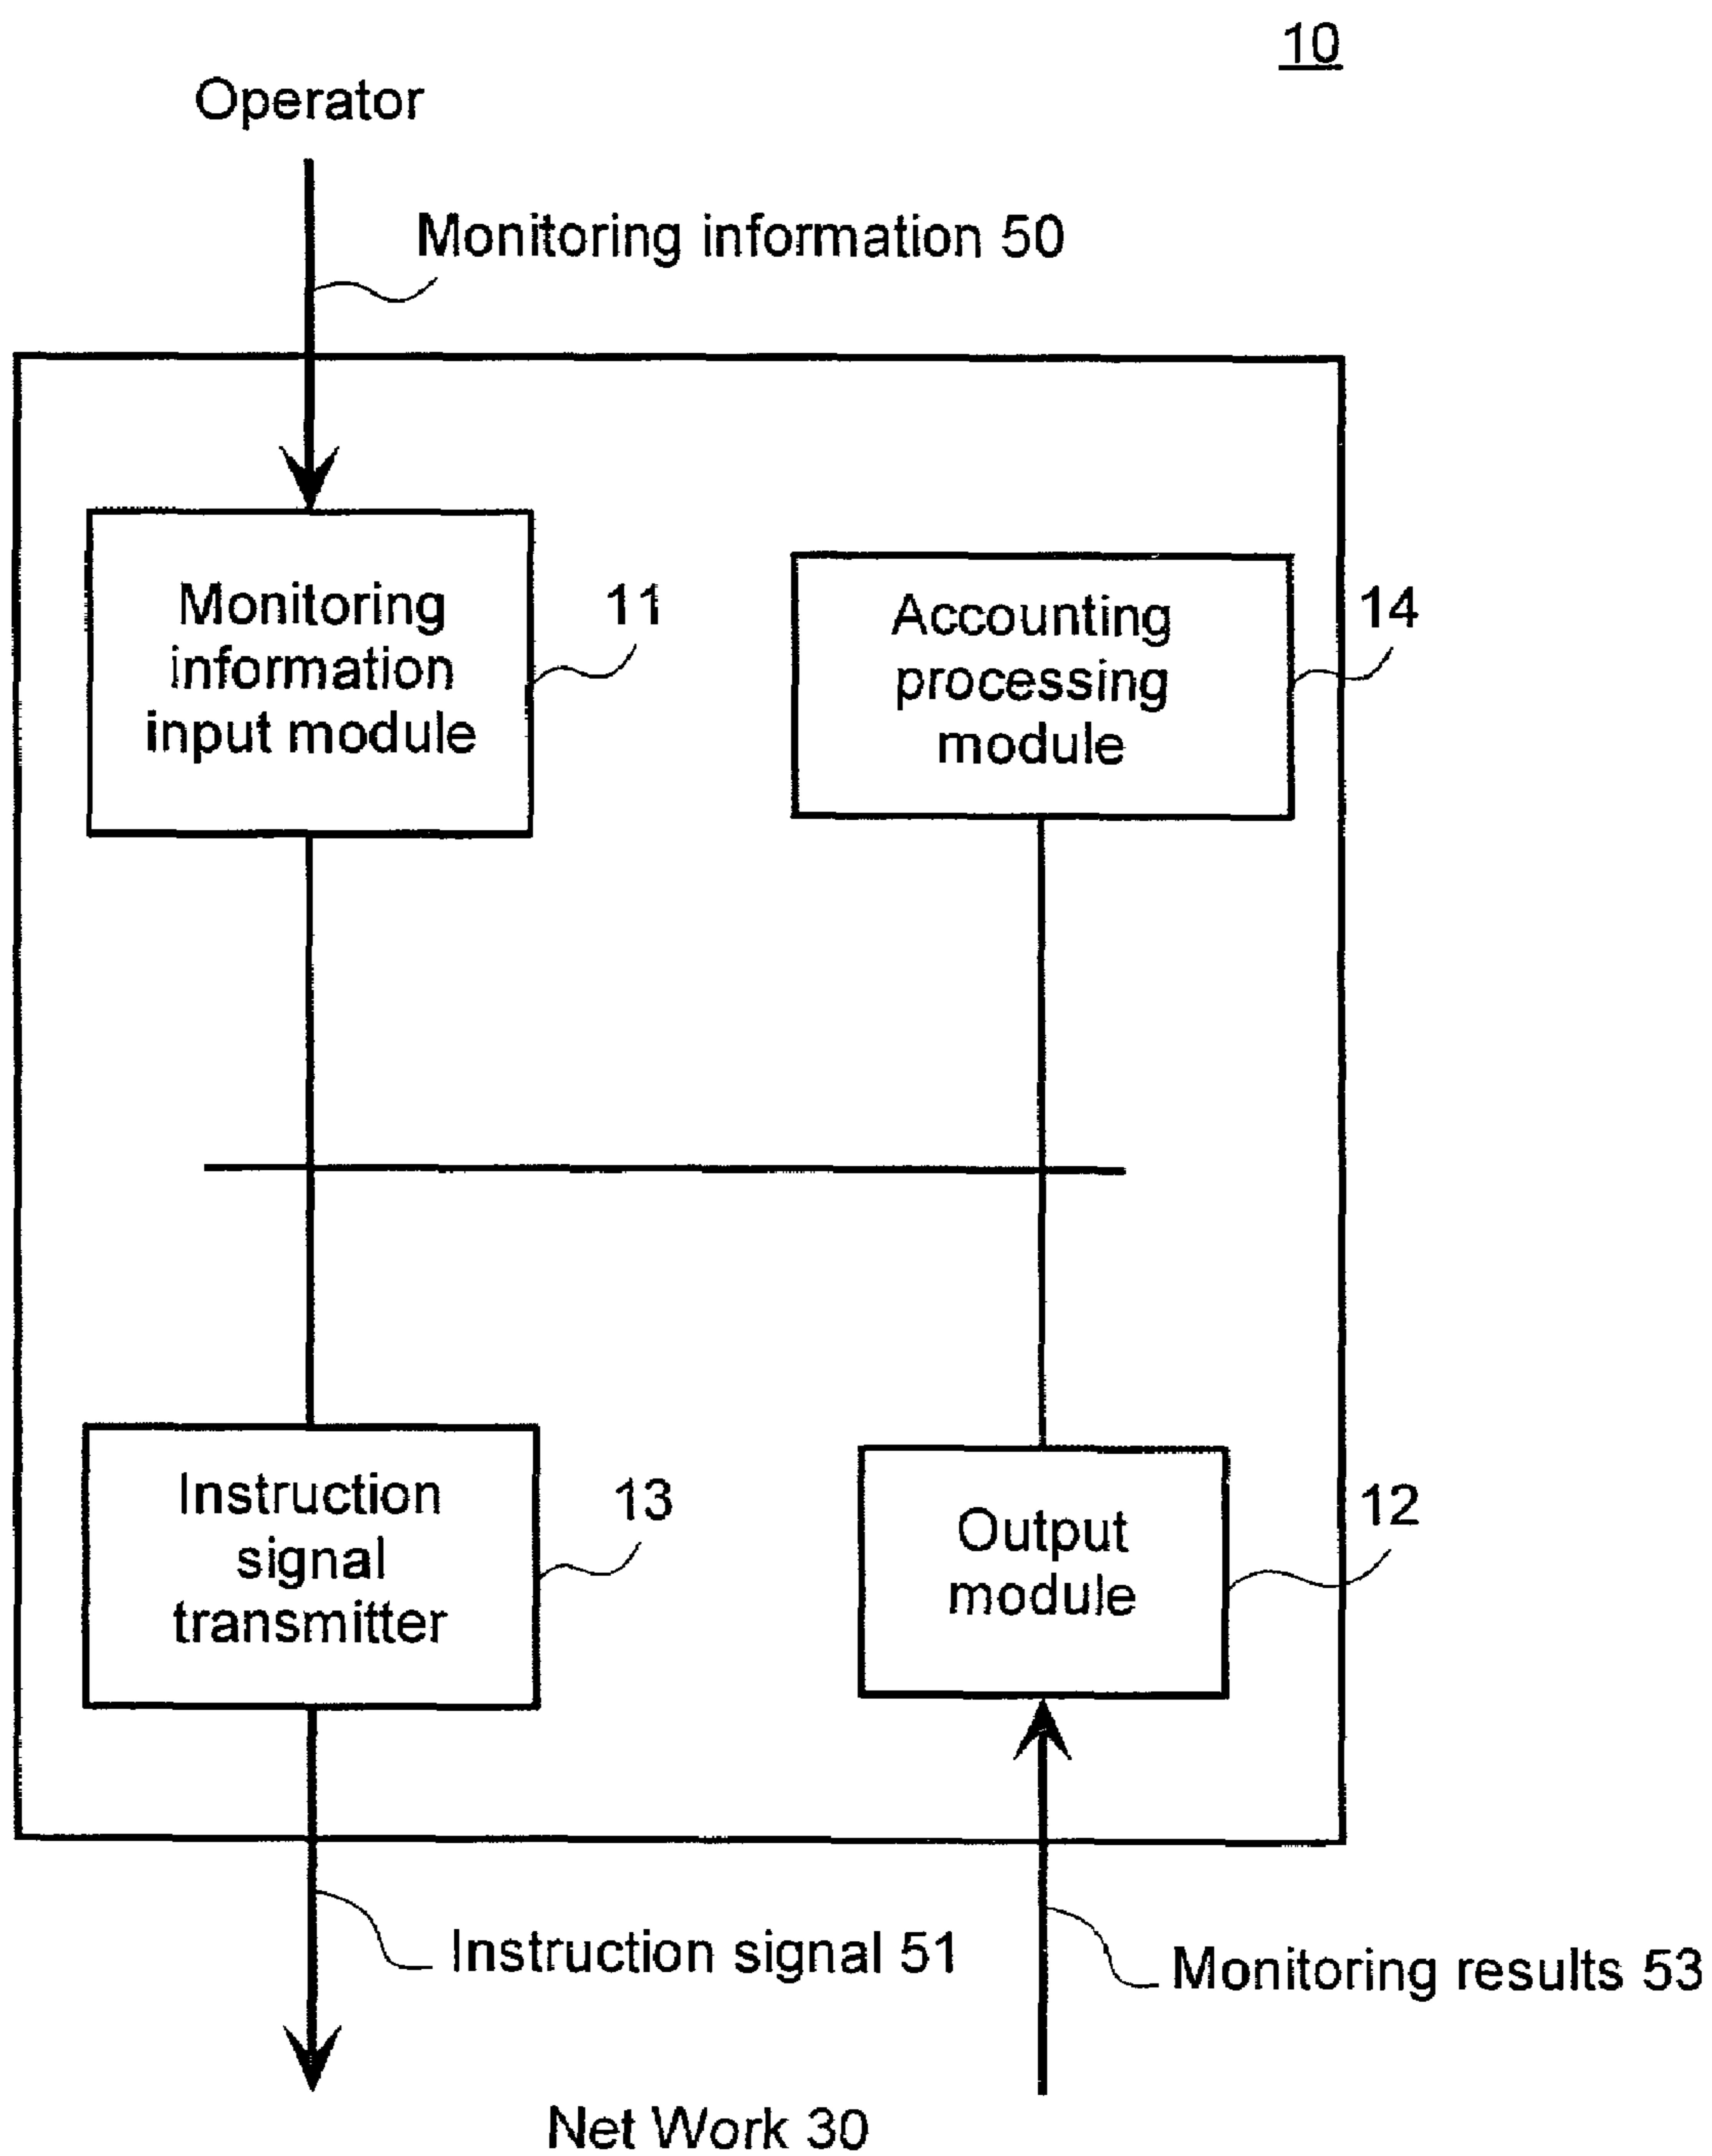 10
Operator
Monitoring information 50
Monitoring
information
input module
11
Accounting
processing
module
14
Instruction
signal
transmitter
13
Output
module
12
Instruction signal 51
Monitoring results 53
Net Work 30